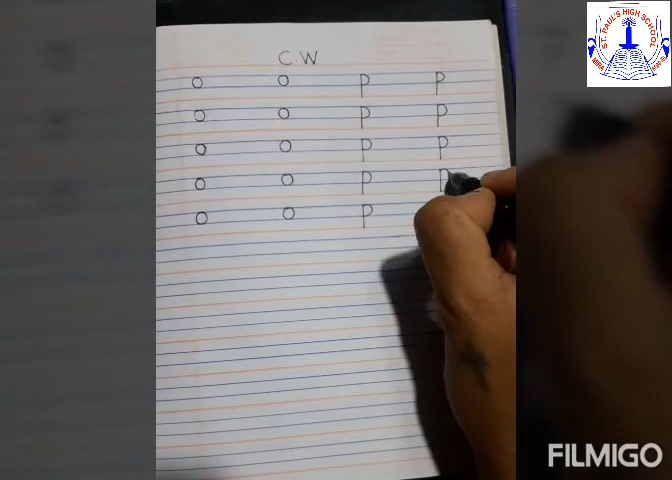 C.W
o o p p
o o p p
o o p p
o o p p
o o p
ST. PAUL'S HIGH SCHOOL
FILMIGO